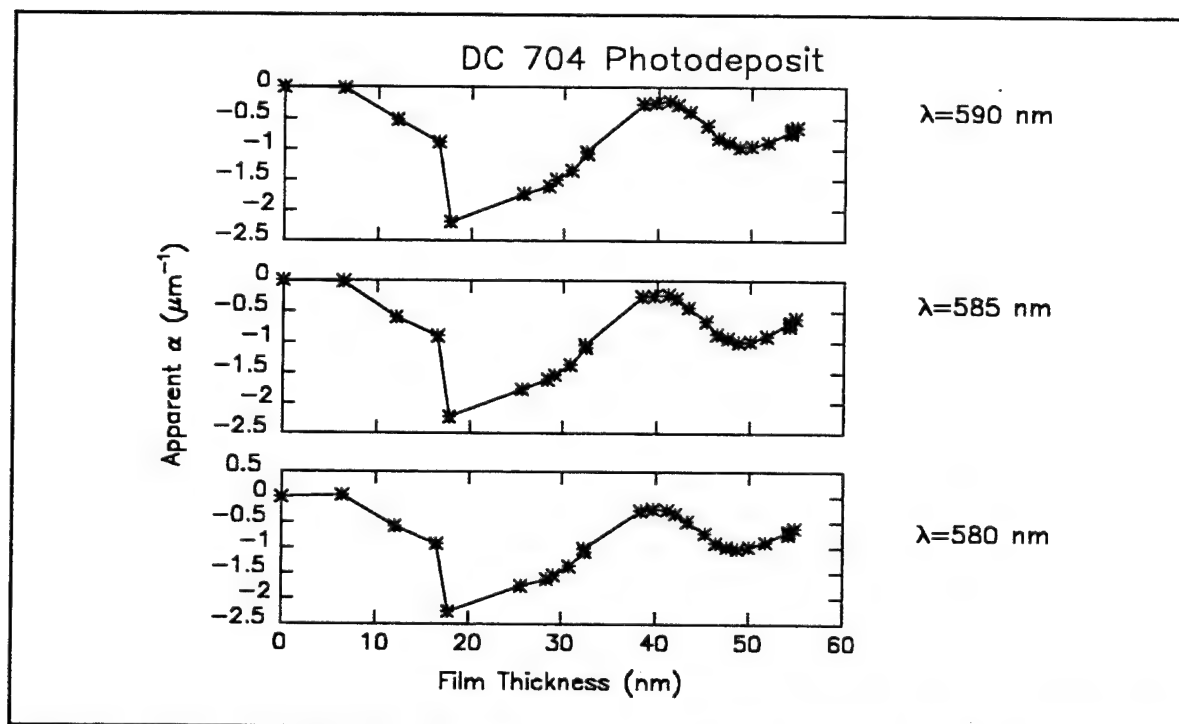 DC 704 Photodeposit
0
−0.5
−1
−1.5
−2
−2.5
λ=590 nm
0
−0.5
−1
−1.5
−2
−2.5
λ=585 nm
Apparent α (μm⁻¹)
0.5
0
−0.5
−1
−1.5
−2
−2.5
λ=580 nm
0 10 20 30 40 50 60
Film Thickness (nm)